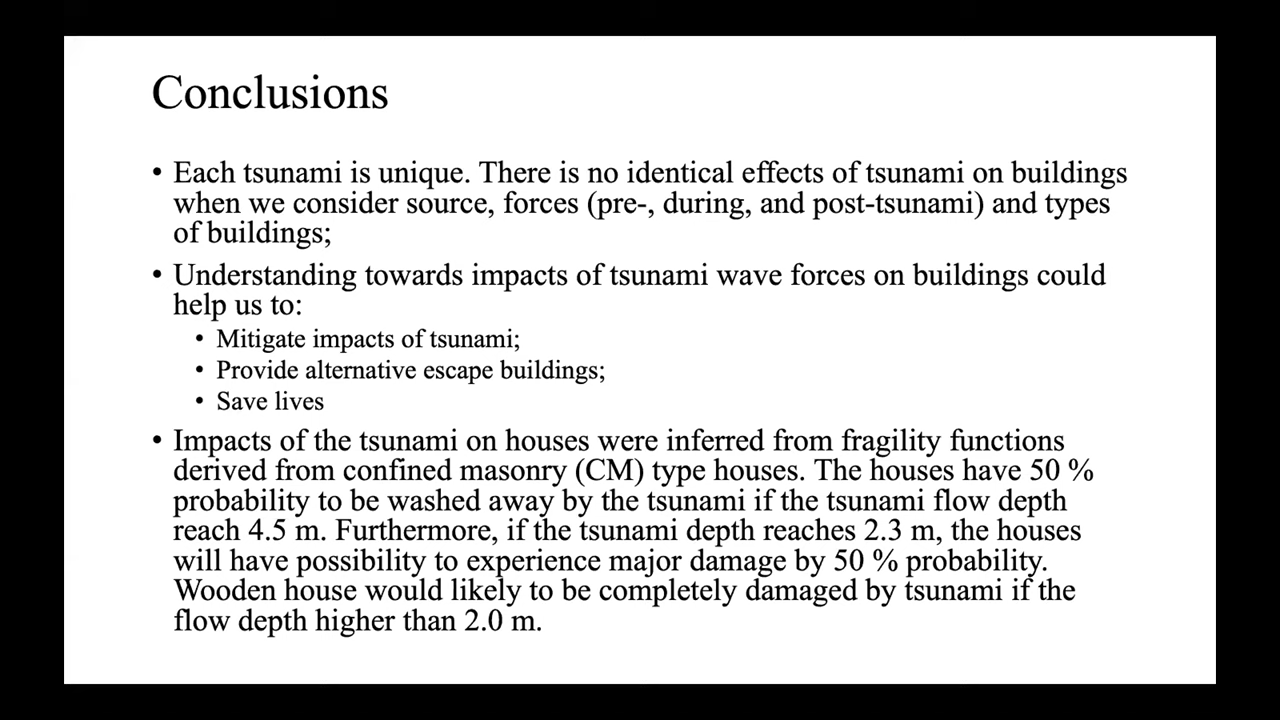 Conclusions
• Each tsunami is unique. There is no identical effects of tsunami on buildings
when we consider source, forces (pre-, during, and post-tsunami) and types
of buildings;
• Understanding towards impacts of tsunami wave forces on buildings could
help us to:
• Mitigate impacts of tsunami;
• Provide alternative escape buildings;
• Save lives
• Impacts of the tsunami on houses were inferred from fragility functions
derived from confined masonry (CM) type houses. The houses have 50 %
probability to be washed away by the tsunami if the tsunami flow depth
reach 4.5 m. Furthermore, if the tsunami depth reaches 2.3 m, the houses
will have possibility to experience major damage by 50 % probability.
Wooden house would likely to be completely damaged by tsunami if the
flow depth higher than 2.0 m.